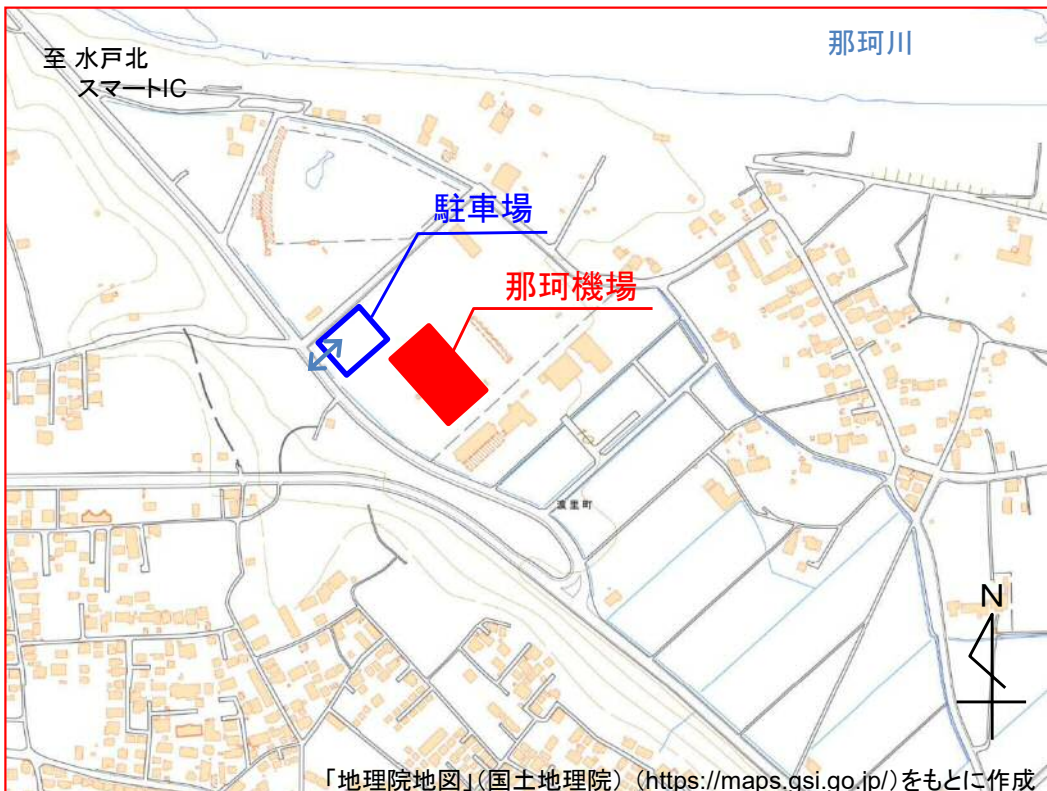 那珂川
至 水戸北
スマートIC
駐車場
那珂機場
渡里町
N
「地理院地図」(国土地理院) (https://maps.gsi.go.jp/)をもとに作成